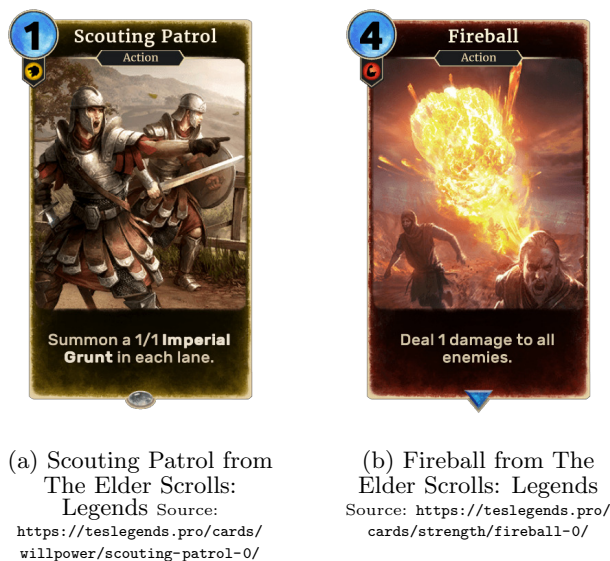 1
Scouting Patrol
Action
Summon a 1/1 Imperial
Grunt in each lane.
4
Fireball
Action
Deal 1 damage to all
enemies.
(a) Scouting Patrol from
The Elder Scrolls:
Legends Source:
https://teslegends.pro/cards/
willpower/scouting-patrol-0/
(b) Fireball from The
Elder Scrolls: Legends
Source: https://teslegends.pro/
cards/strength/fireball-0/